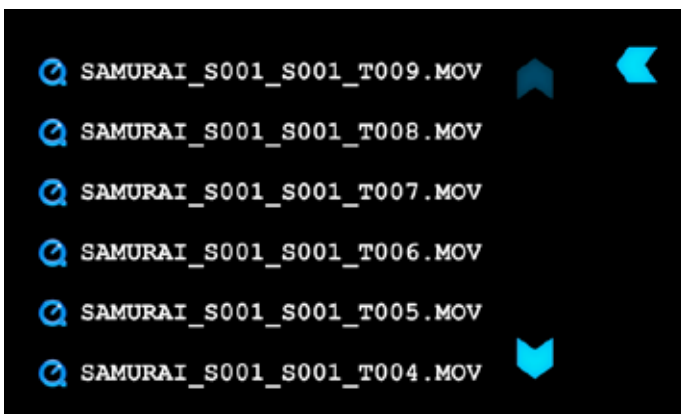 SAMURAI_S001_S001_T009.MOV
SAMURAI_S001_S001_T008.MOV
SAMURAI_S001_S001_T007.MOV
SAMURAI_S001_S001_T006.MOV
SAMURAI_S001_S001_T005.MOV
SAMURAI_S001_S001_T004.MOV